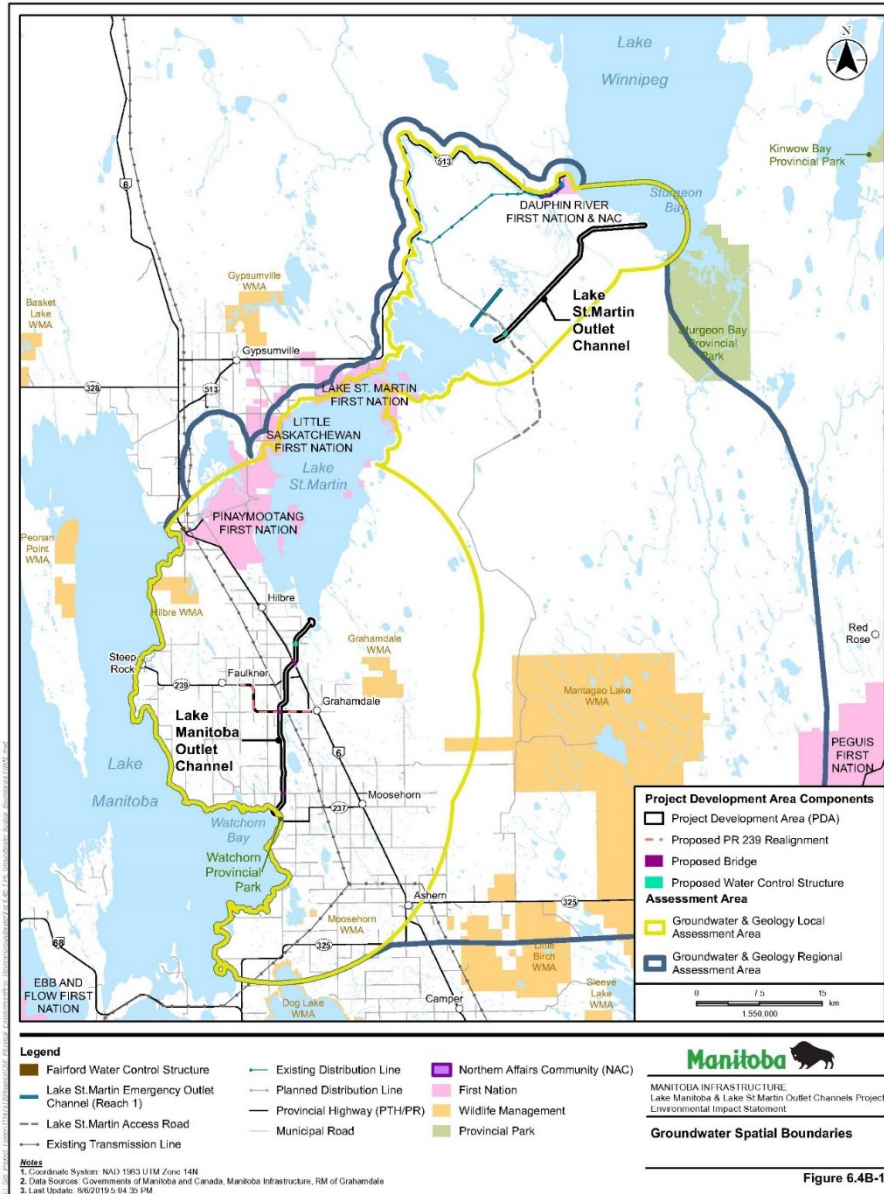 N
Lake
Winnipeg
Kinwow Bay
Provincial Park
513
6
Sturgeon
Bay
DAUPHIN RIVER
FIRST NATION & NAC
Gypsumville
WMA
Basket
Lake
WMA
Lake
St.Martin
Outlet
Channel
Sturgeon Bay
Provincial
Park
Gypsumville
328
513
LAKE ST. MARTIN
FIRST NATION
LITTLE
SASKATCHEWAN
FIRST NATION
Lake
St.Martin
PINAYMOOTANG
FIRST NATION
Peonan
Point
WMA
Hilbre
Hilbre WMA
Red
Rose
Steep
Rock
Grahamdale
WMA
Faulkner
239
Grahamdale
Mantagao Lake
WMA
Lake
Manitoba
Outlet
Channel
6
PEGUIS
FIRST
NATION
Lake
Manitoba
Moosehorn
237
Watchorn
Bay
Watchorn
Provincial
Park
Ashern
325
Moosehorn
WMA
325
Little
Birch
WMA
68
EBB AND
FLOW FIRST
NATION
Dog Lake
WMA
Camper
Sleeve
Lake
WMA
Project Development Area Components
Project Development Area (PDA)
Proposed PR 239 Realignment
Proposed Bridge
Proposed Water Control Structure
Assessment Area
Groundwater & Geology Local
Assessment Area
Groundwater & Geology Regional
Assessment Area
0 7.5 15
km
1:550,000
Legend
Fairford Water Control Structure
Lake St.Martin Emergency Outlet
Channel (Reach 1)
Lake St.Martin Access Road
Existing Transmission Line
Existing Distribution Line
Planned Distribution Line
Provincial Highway (PTH/PR)
Municipal Road
Northern Affairs Community (NAC)
First Nation
Wildlife Management
Provincial Park
Manitoba
MANITOBA INFRASTRUCTURE
Lake Manitoba & Lake St.Martin Outlet Channels Project
Environmental Impact Statement
Groundwater Spatial Boundaries
Figure 6.4B-1
Notes
1. Coordinate System: NAD 1983 UTM Zone 14N
2. Data Sources: Governments of Manitoba and Canada, Manitoba Infrastructure, RM of Grahamdale
3. Last Update: 8/6/2019 5:04:35 PM